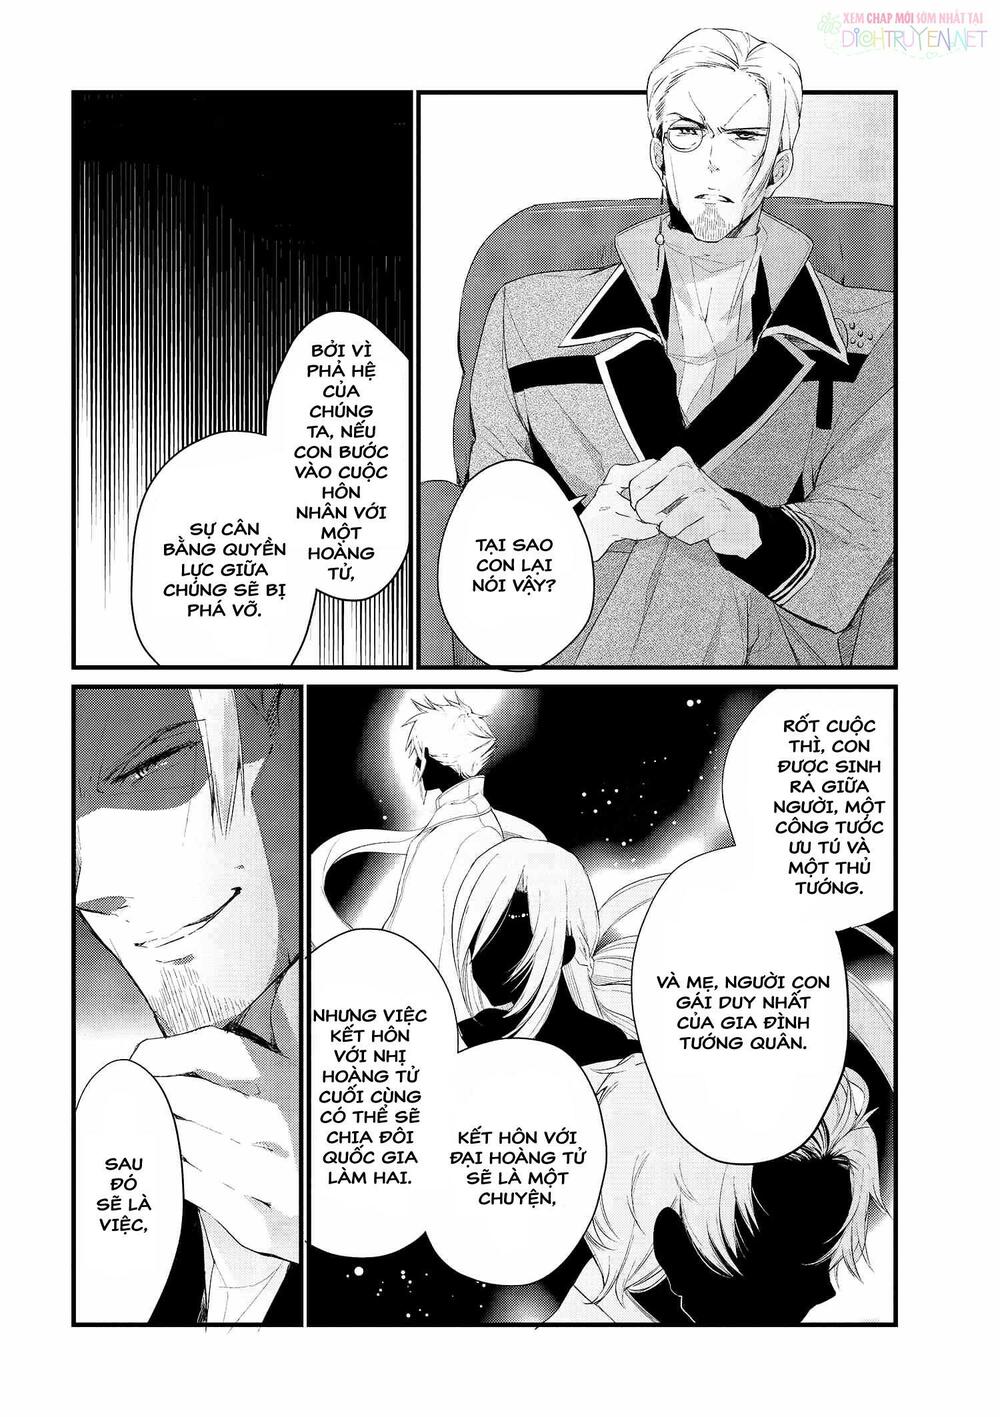 XEM CHAP MỚI SỚM NHẤT TẠI
DICHTRUYEN.NET
TẠI SAO
CON LẠI
NÓI VẬY?
BỞI VÌ
PHẢ HỆ
CỦA
CHÚNG
TA, NẾU
CON BƯỚC
VÀO CUỘC
HÔN
NHÂN VỚI
MỘT
HOÀNG
TỬ,
SỰ CÂN
BẰNG QUYỀN
LỰC GIỮA
CHÚNG SẼ BỊ
PHÁ VỠ.
RỐT CUỘC
THÌ, CON
ĐƯỢC SINH
RA GIỮA
NGƯỜI, MỘT
CÔNG TƯỚC
ƯU TÚ VÀ
MỘT THỦ
TƯỚNG.
VÀ MẸ, NGƯỜI CON
GÁI DUY NHẤT
CỦA GIA ĐÌNH
TƯỚNG QUÂN.
KẾT HÔN VỚI
ĐẠI HOÀNG TỬ
SẼ LÀ MỘT
CHUYỆN,
NHƯNG VIỆC
KẾT HÔN
VỚI NHỊ
HOÀNG TỬ
CUỐI CÙNG
CÓ THỂ SẼ
CHIA ĐÔI
QUỐC GIA
LÀM HAI.
SAU
ĐÓ
SẼ LÀ
VIỆC,